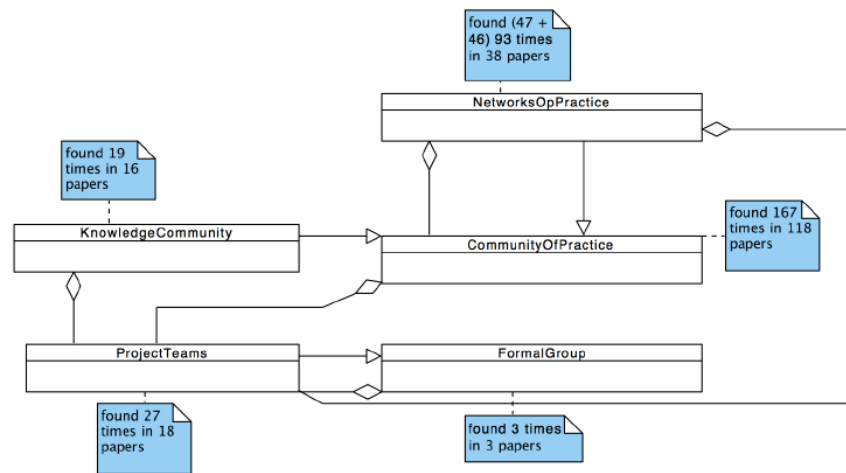 found (47 +
46) 93 times
in 38 papers
NetworksOpPractice
found 19
times in 16
papers
KnowledgeCommunity
CommunityOfPractice
found 167
times in 118
papers
ProjectTeams
FormalGroup
found 27
times in 18
papers
found 3 times
in 3 papers